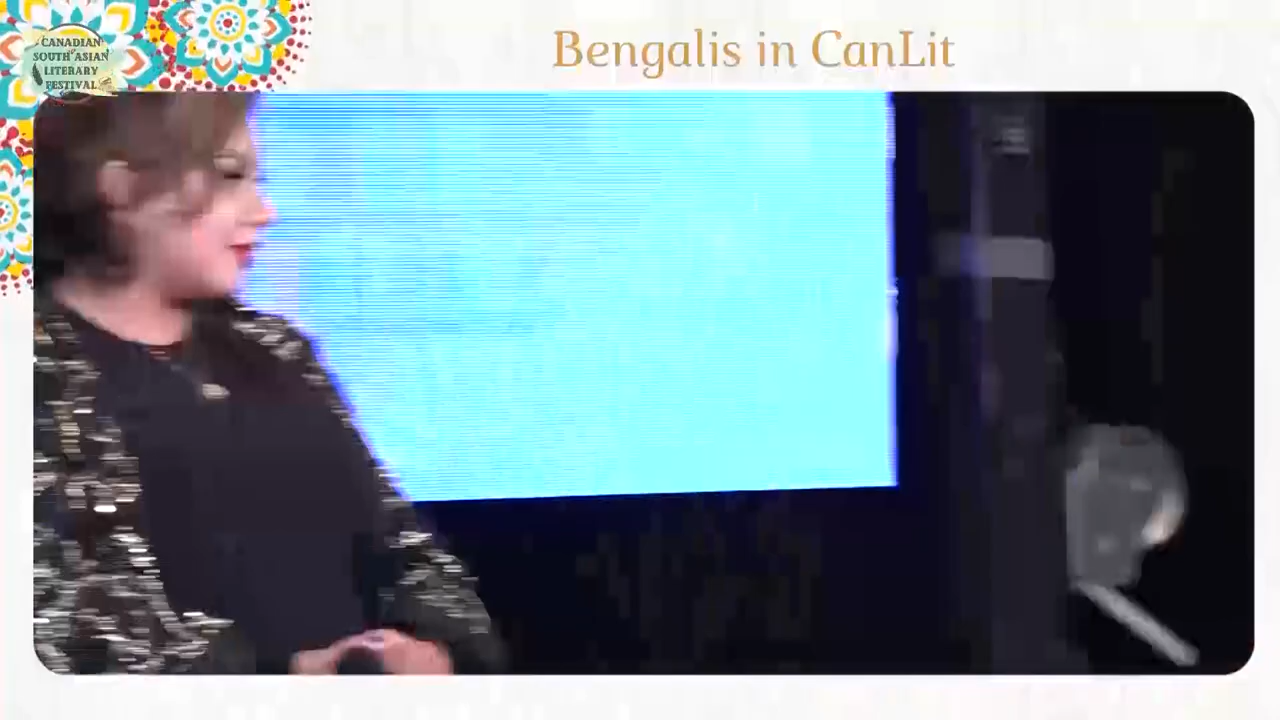 Bengalis in CanLit
CANADIAN
SOUTH ASIAN
LITERARY
FESTIVAL